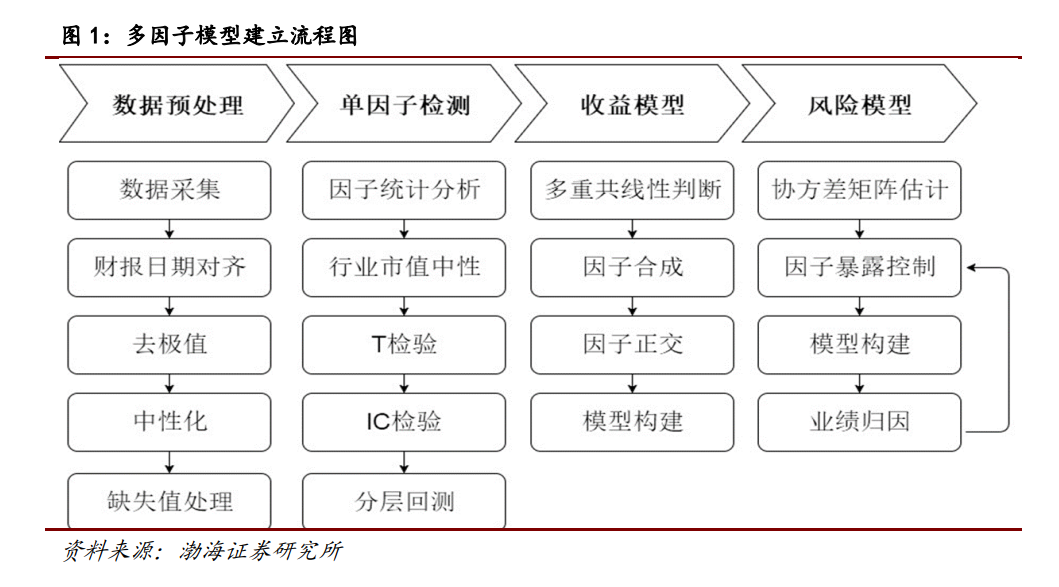 图 1：多因子模型建立流程图
数据预处理
单因子检测
收益模型
风险模型
数据采集
财报日期对齐
去极值
中性化
缺失值处理
因子统计分析
行业市值中性
T检验
IC检验
分层回测
多重共线性判断
因子合成
因子正交
模型构建
协方差矩阵估计
因子暴露控制
模型构建
业绩归因
资料来源：渤海证券研究所